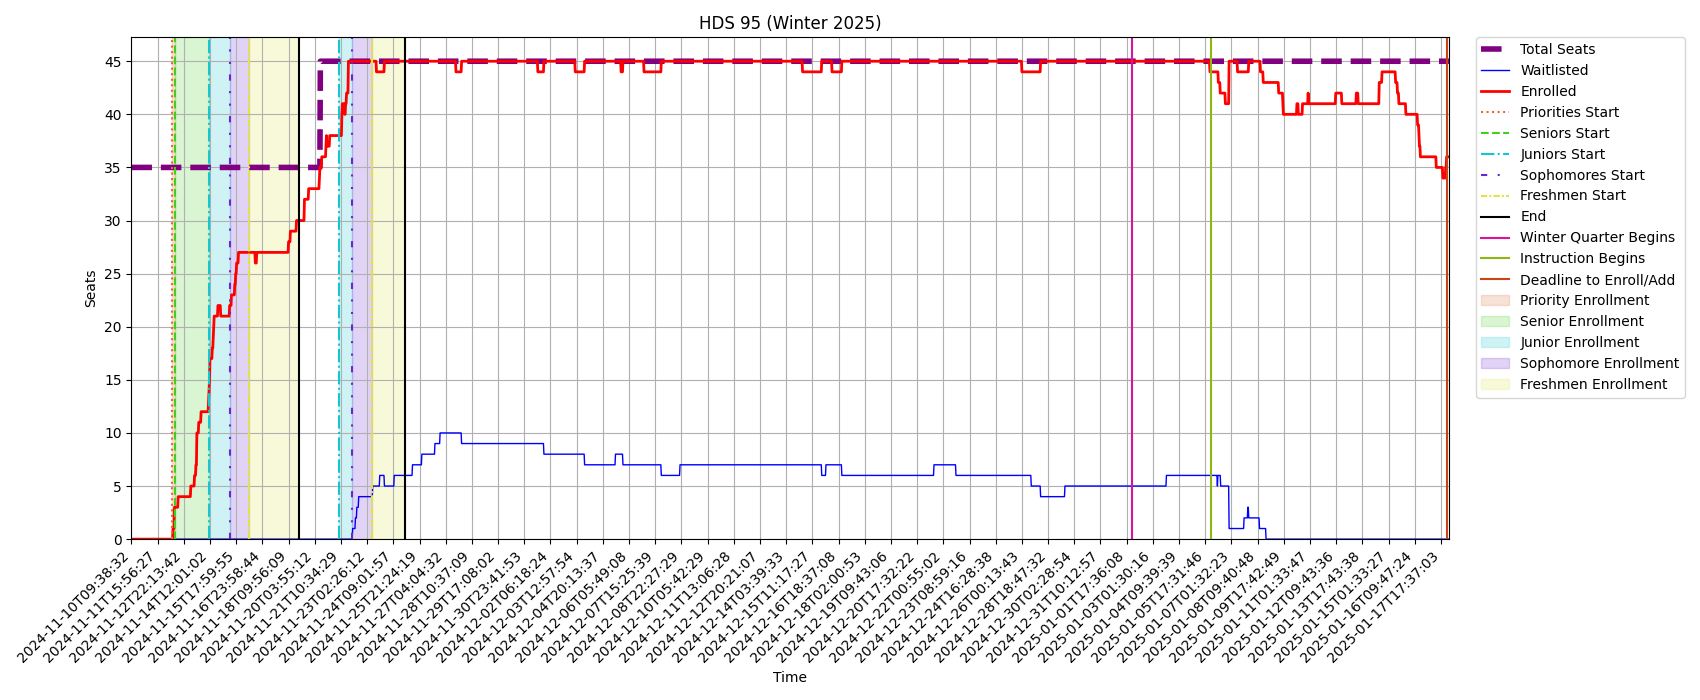 HDS 95 (Winter 2025)
Seats
45
40
35
30
25
20
15
10
5
0
2024-11-10T09:38:32
2024-11-11T15:56:27
2024-11-12T22:13:42
2024-11-14T12:01:02
2024-11-15T17:59:55
2024-11-16T23:58:44
2024-11-18T09:56:09
2024-11-20T03:55:12
2024-11-21T10:34:29
2024-11-23T02:26:12
2024-11-24T09:01:57
2024-11-25T21:24:19
2024-11-27T04:04:32
2024-11-28T10:37:09
2024-11-29T17:08:02
2024-11-30T23:41:53
2024-12-02T06:18:24
2024-12-03T12:57:54
2024-12-04T20:13:37
2024-12-06T05:49:08
2024-12-07T15:25:39
2024-12-08T22:27:29
2024-12-10T05:42:29
2024-12-11T13:06:28
2024-12-12T20:21:07
2024-12-14T03:39:33
2024-12-15T11:17:27
2024-12-16T18:37:08
2024-12-18T02:00:53
2024-12-19T09:43:06
2024-12-20T17:32:22
2024-12-22T00:55:02
2024-12-23T08:59:16
2024-12-24T16:28:38
2024-12-26T00:13:43
2024-12-28T18:47:32
2024-12-30T02:28:54
2024-12-31T10:12:57
2025-01-01T17:36:08
2025-01-03T01:30:16
2025-01-04T09:39:39
2025-01-05T17:31:46
2025-01-07T01:32:23
2025-01-08T09:40:48
2025-01-09T17:42:49
2025-01-11T01:33:47
2025-01-12T09:43:36
2025-01-13T17:43:38
2025-01-15T01:33:27
2025-01-16T09:47:24
2025-01-17T17:37:03
Time
Total Seats
Waitlisted
Enrolled
Priorities Start
Seniors Start
Juniors Start
Sophomores Start
Freshmen Start
End
Winter Quarter Begins
Instruction Begins
Deadline to Enroll/Add
Priority Enrollment
Senior Enrollment
Junior Enrollment
Sophomore Enrollment
Freshmen Enrollment